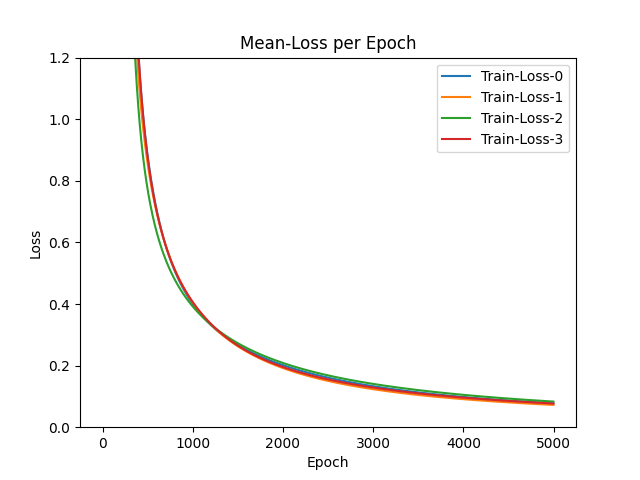 Mean-Loss per Epoch
Train-Loss-0
Train-Loss-1
Train-Loss-2
Train-Loss-3
Loss
1.2
1.0
0.8
0.6
0.4
0.2
0.0
0 1000 2000 3000 4000 5000
Epoch